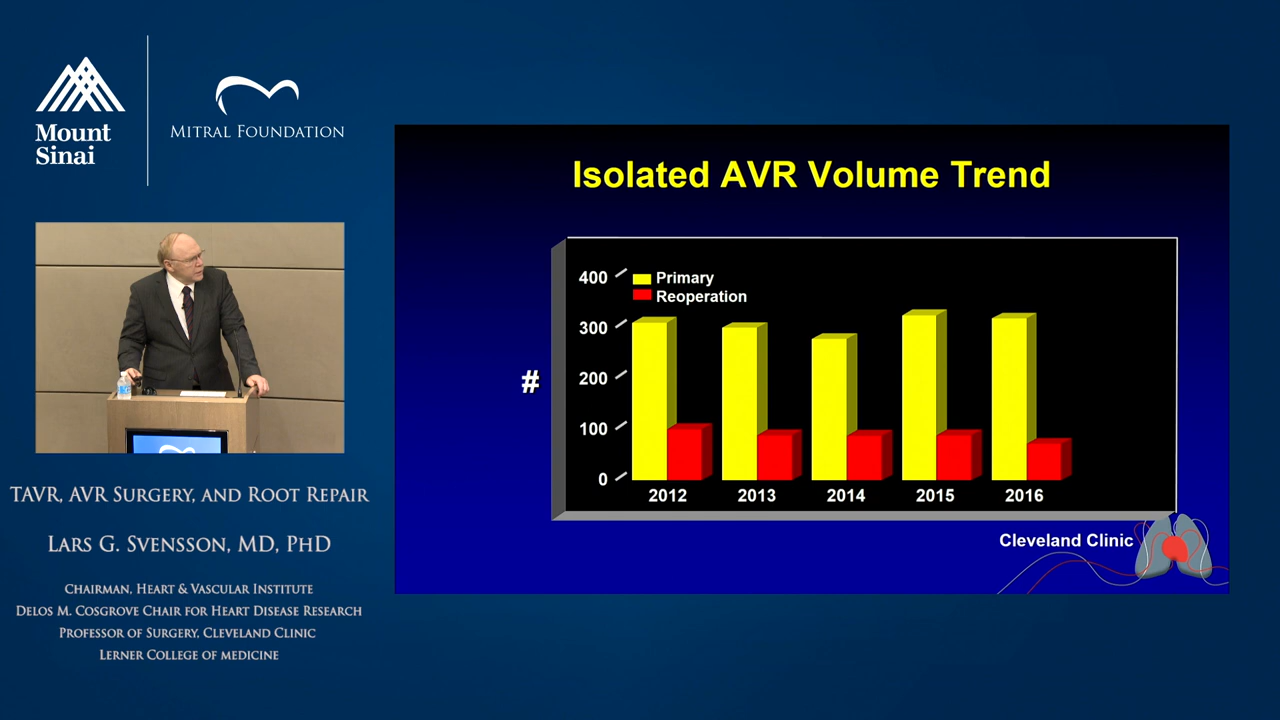 Mount
Sinai
Mitral Foundation
TAVR, AVR Surgery, and Root Repair
Lars G. Svensson, MD, PhD
Chairman, Heart & Vascular Institute
Delos M. Cosgrove Chair for Heart Disease Research
Professor of Surgery, Cleveland Clinic
Lerner College of medicine
Isolated AVR Volume Trend
#
400
300
200
100
0
Primary
Reoperation
2012 2013 2014 2015 2016
Cleveland Clinic